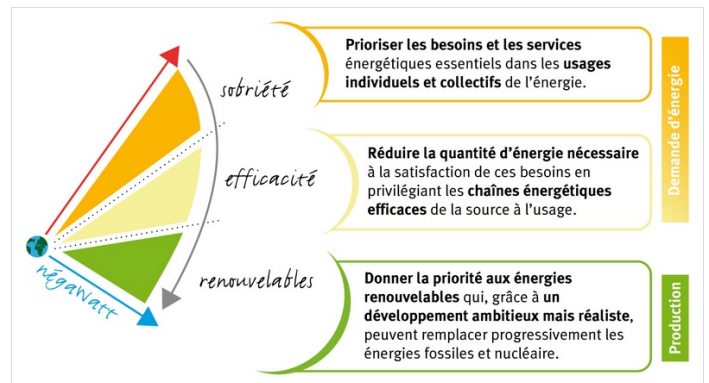 sobriété
Prioriser les besoins et les services
énergétiques essentiels dans les usages
individuels et collectifs de l'énergie.
efficacité
Réduire la quantité d'énergie nécessaire
à la satisfaction de ces besoins en
privilégiant les chaînes énergétiques
efficaces de la source à l'usage.
Demande d'énergie
négaWatt
renouvelables
Donner la priorité aux énergies
renouvelables qui, grâce à un
développement ambitieux mais réaliste,
peuvent remplacer progressivement les
énergies fossiles et nucléaire.
Production